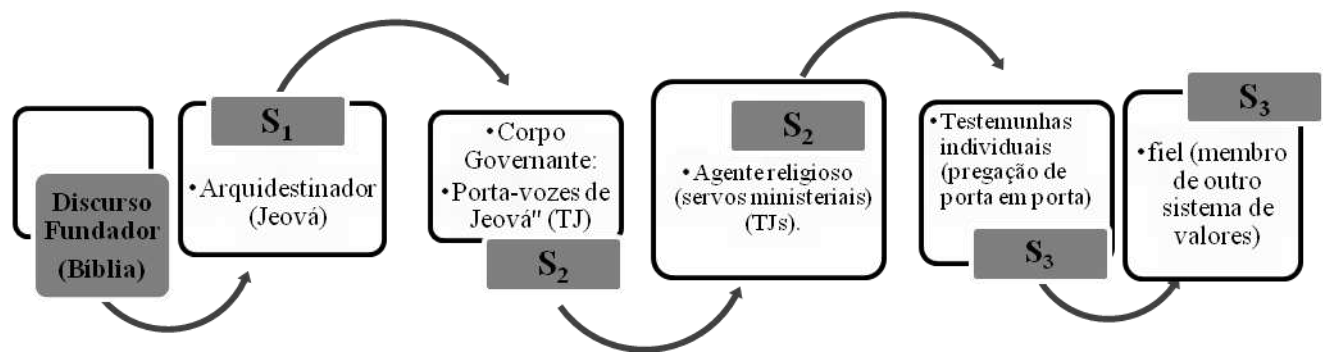 Discurso
Fundador
(Bíblia)
S1
•Arquidestinador
(Jeová)
•Corpo
Governante:
•Porta-vozes de
Jeová" (TJ)
S2
S2
•Agente religioso
(servos ministeriais)
(TJs).
•Testemunhas
individuais
(pregação de
porta em porta)
S3
S3
•fiel (membro
de outro
sistema de
valores)